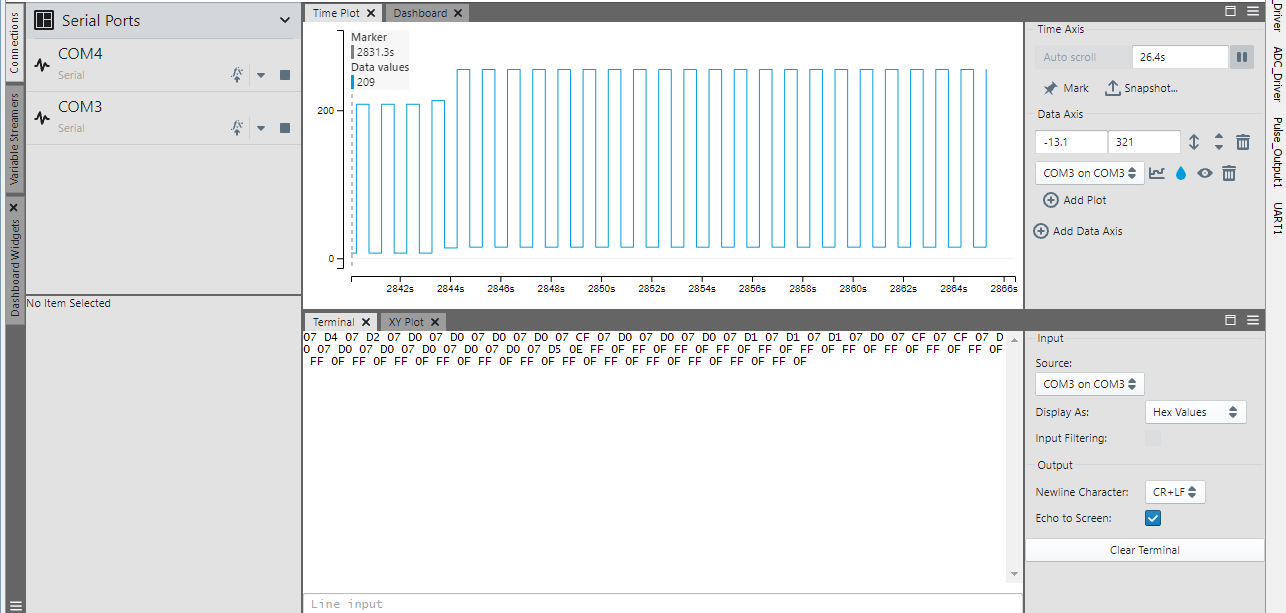 Connections
Variable Streamers
Dashboard Widgets
Serial Ports
COM4
Serial
COM3
Serial
No Item Selected
Time Plot
Dashboard
Marker
2831.3s
Data values
209
200
0
2842s 2844s 2846s 2848s 2850s 2852s 2854s 2856s 2858s 2860s 2862s 2864s 2866s
Time Axis
Auto scroll 26.4s
Mark Snapshot...
Data Axis
-13.1 321
COM3 on COM3
Add Plot
Add Data Axis
Terminal
XY Plot
07 D4 07 D2 07 D0 07 D0 07 D0 07 CF 07 D0 07 D0 07 D0 07 D1 07 D1 07 D1 07 D0 07 CF 07 CF 07 D
0 07 D0 07 D0 07 D0 07 D0 07 D0 07 D5 0E FF 0F FF 0F FF 0F FF 0F FF 0F FF 0F FF 0F FF 0F FF 0F
FF 0F FF 0F FF 0F FF 0F FF 0F FF 0F FF 0F FF 0F FF 0F FF 0F FF 0F FF 0F FF 0F
Line input
Input
Source:
COM3 on COM3
Display As: Hex Values
Input Filtering:
Output
Newline Character: CR+LF
Echo to Screen:
Clear Terminal
_Driver
ADC_Driver
Pulse_Output1
UART1